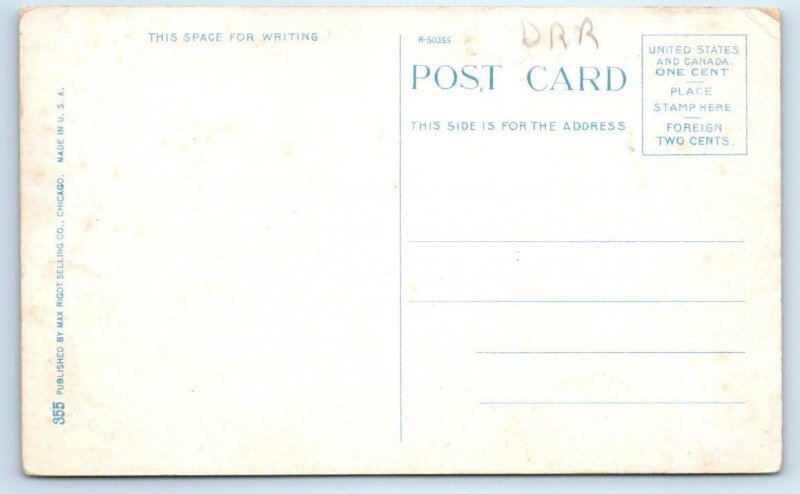 THIS SPACE FOR WRITING
R-50355
DRR
POST CARD
THIS SIDE IS FOR THE ADDRESS
UNITED STATES
AND CANADA.
ONE CENT
—
PLACE
STAMP HERE
—
FOREIGN
TWO CENTS.
355 PUBLISHED BY MAX RIGOT SELLING CO., CHICAGO. MADE IN U. S. A.